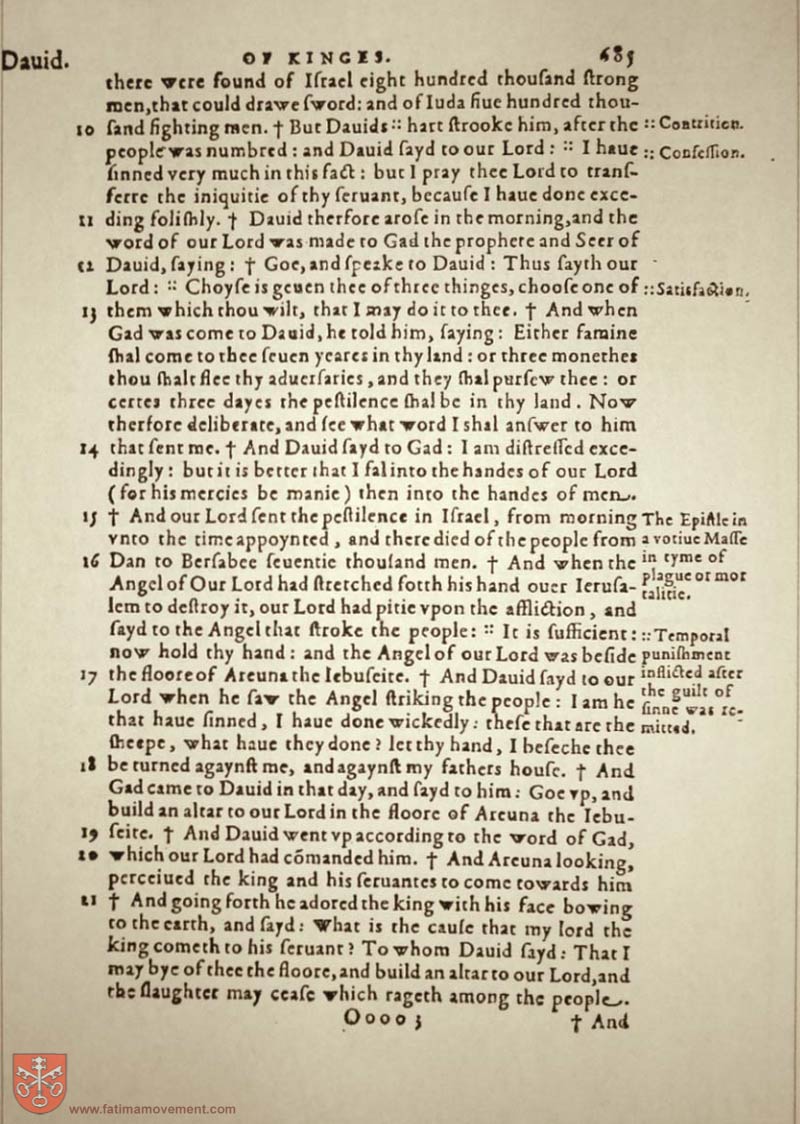 Dauid.
OF KINGES.
685
there were found of Iſrael eight hundred thouſand ſtrong
men, that could drawe ſword: and of Iuda fiue hundred thou-
10 ſand fighting men. † But Dauids :: hart ſtrooke him, after the
:: Contrition.
people was numbred: and Dauid ſayd to our Lord: :: I haue
:: Confeſſion.
ſinned very much in this fact: but I pray thee Lord to tranſ-
ferre the iniquitie of thy ſeruant, becauſe I haue done exce-
11 ding foliſhly. † Dauid therfore aroſe in the morning, and the
word of our Lord was made to Gad the prophete and Seer of
12 Dauid, ſaying: † Goe, and ſpeake to Dauid: Thus ſayth our
Lord: :: Choyſe is geuen thee of three thinges, chooſe one of
:: Satisfaction.
13 them which thou wilt, that I may do it to thee. † And when
Gad was come to Dauid, he told him, ſaying: Either famine
ſhal come to thee ſeuen yeares in thy land: or three monethes
thou ſhalt flee thy aduerſaries, and they ſhal purſew thee: or
certes three dayes the peſtilence ſhal be in thy land. Now
therfore deliberate, and ſee what word I shal anſwer to him
14 that ſent me. † And Dauid ſayd to Gad: I am diſtreſſed exce-
dingly: but it is better that I fal into the handes of our Lord
(for his mercies be manie) then into the handes of men.
15 † And our Lord ſent the peſtilence in Iſrael, from morning
vnto the time appoynted, and there died of the people from
The Epiſtle in
a votiue Maſſe
in tyme of
plague or mor
talitie.
16 Dan to Berſabee ſeuentie thouſand men. † And when the
Angel of Our Lord had ſtretched forth his hand ouer Ieruſa-
lem to deſtroy it, our Lord had pitie vpon the affliction, and
ſayd to the Angel that ſtroke the people: :: It is ſufficient:
now hold thy hand: and the Angel of our Lord was beſide
:: Temporal
puniſhment
inflicted after
the guilt of
ſinne was re-
mitted.
17 the floore of Areuna the Iebuſeite. † And Dauid ſayd to our
Lord when he ſaw the Angel ſtriking the people: I am he
that haue ſinned, I haue done wickedly: theſe that are the
ſheepe, what haue they done? let thy hand, I beſeche thee
18 be turned agaynſt me, and agaynſt my fathers houſe. † And
Gad came to Dauid in that day, and ſayd to him: Goe vp, and
build an altar to our Lord in the floore of Areuna the Iebu-
19 ſeite. † And Dauid went vp according to the word of Gad,
20 which our Lord had cõmanded him. † And Areuna looking,
perceiued the king and his ſeruantes to come towards him
21 † And going forth he adored the king with his face bowing
to the earth, and ſayd: What is the cauſe that my lord the
king cometh to his ſeruant? To whom Dauid ſayd: That I
may bye of thee the floore, and build an altar to our Lord, and
the ſlaughter may ceaſe which rageth among the people.
Oooo 3
† And
www.fatimamovement.com